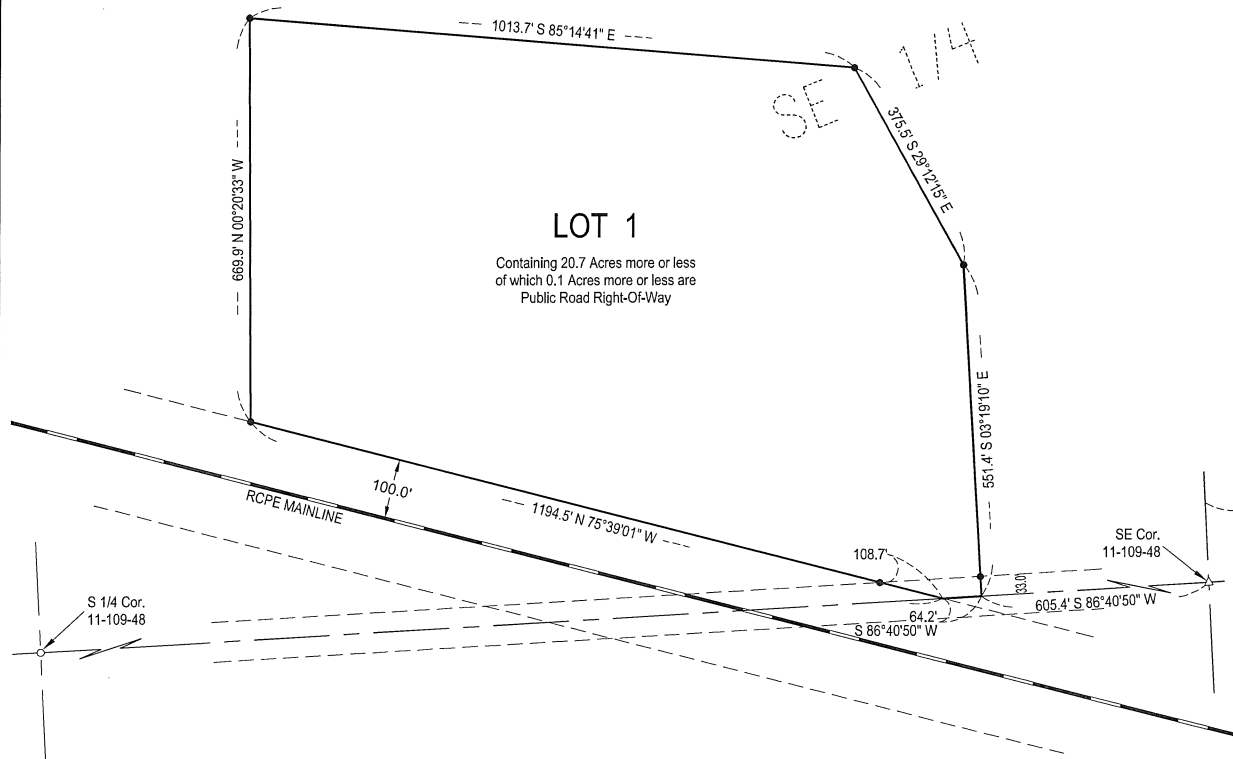 1013.7' S 85°14'41" E
SE 1/4
375.5' S 29°12'15" E
669.9' N 00°20'33" W
LOT 1
Containing 20.7 Acres more or less
of which 0.1 Acres more or less are
Public Road Right-Of-Way
551.4' S 03°19'10" E
100.0'
RCPE MAINLINE
1194.5' N 75°39'01" W
108.7'
SE Cor.
11-109-48
33.0'
605.4' S 86°40'50" W
64.2'
S 86°40'50" W
S 1/4 Cor.
11-109-48